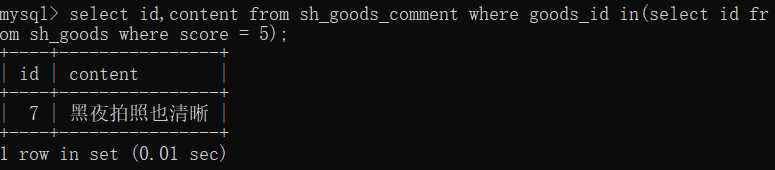 mysql> select id,content from sh_goods_comment where goods_id in(select id fr
om sh_goods where score = 5);
+----+----------------+
| id | content        |
+----+----------------+
|  7 | 黑夜拍照也清晰 |
+----+----------------+
1 row in set (0.01 sec)